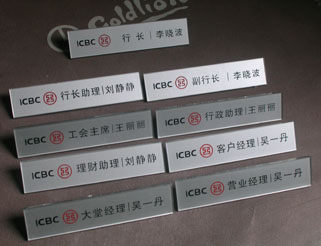 Goldlion
ICBC 行 长 | 李晓波
ICBC 行长助理 | 刘静静
ICBC 副行长 | 李晓波
ICBC 工会主席 | 王丽丽
ICBC 行政助理 | 王丽丽
ICBC 理财助理 | 刘静静
ICBC 客户经理 | 吴一丹
ICBC 大堂经理 | 吴一丹
ICBC 营业经理 | 吴一丹